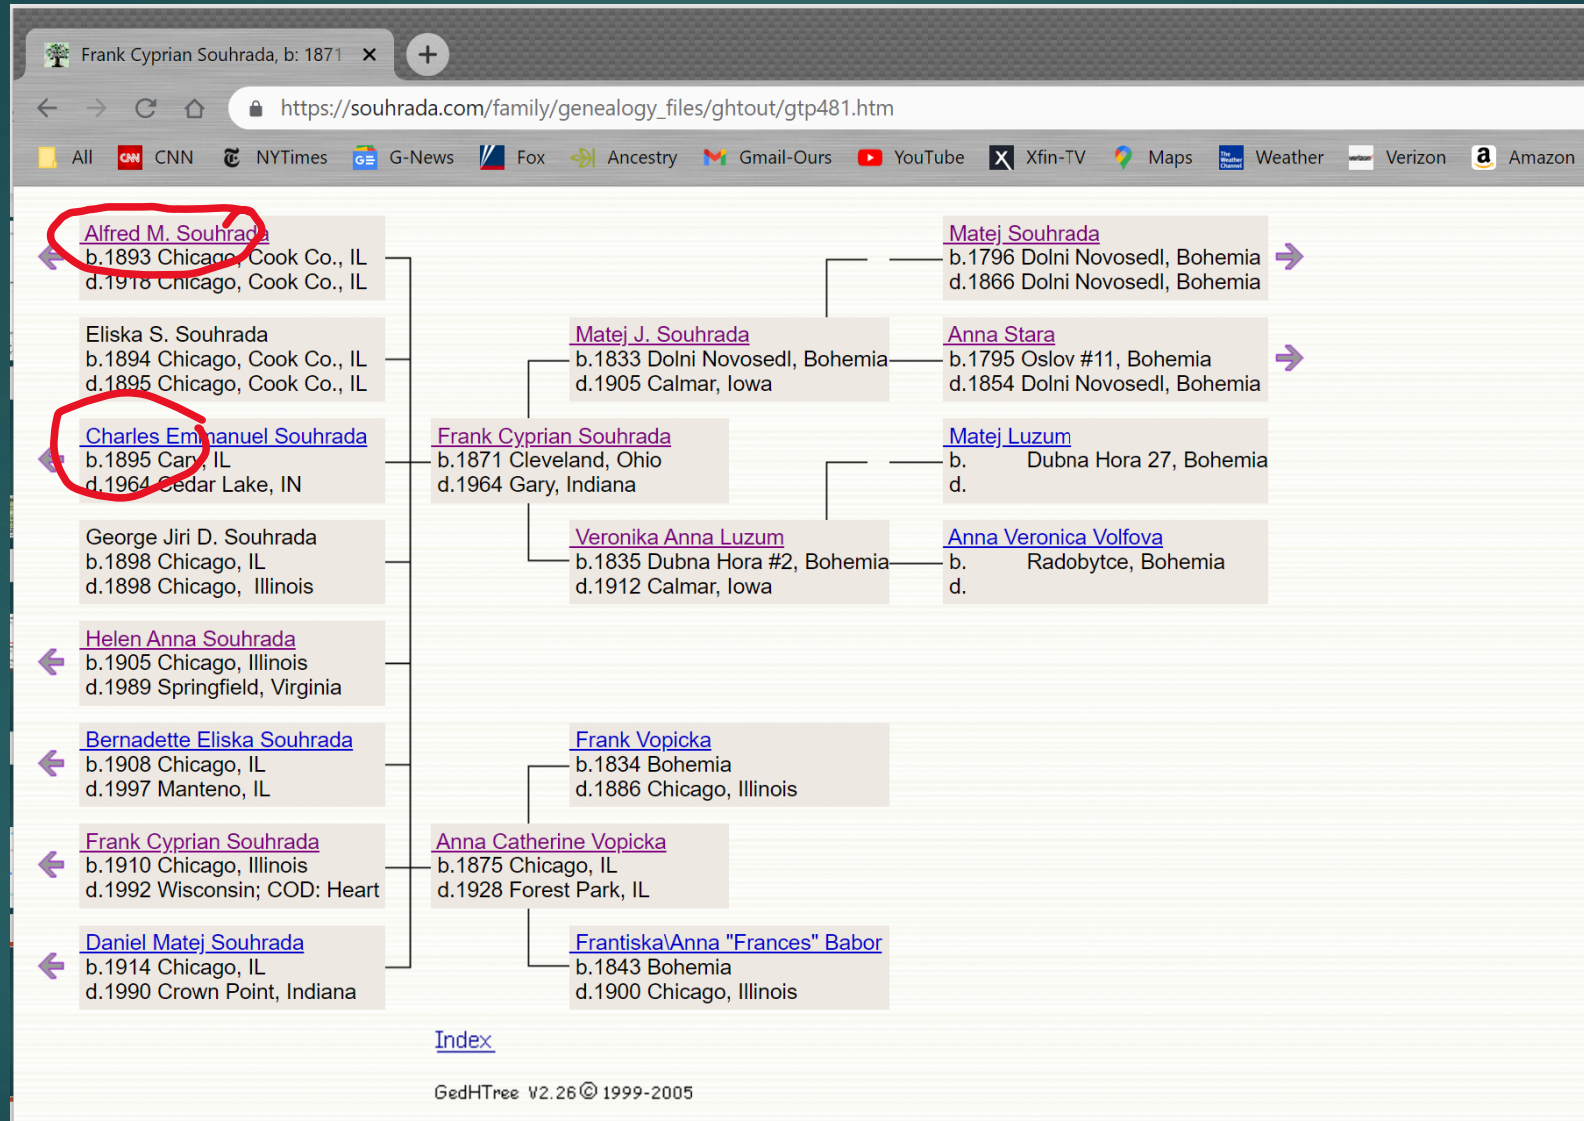 Frank Cyprian Souhrada, b: 1871
https://souhrada.com/family/genealogy_files/ghtout/gtp481.htm
All CNN NYTimes G-News Fox Ancestry Gmail-Ours YouTube Xfin-TV Maps Weather Verizon Amazon
Alfred M. Souhrada
b.1893 Chicago, Cook Co., IL
d.1918 Chicago, Cook Co., IL
Eliska S. Souhrada
b.1894 Chicago, Cook Co., IL
d.1895 Chicago, Cook Co., IL
Charles Emmanuel Souhrada
b.1895 Cary, IL
d.1964 Cedar Lake, IN
George Jiri D. Souhrada
b.1898 Chicago, IL
d.1898 Chicago, Illinois
Helen Anna Souhrada
b.1905 Chicago, Illinois
d.1989 Springfield, Virginia
Bernadette Eliska Souhrada
b.1908 Chicago, IL
d.1997 Manteno, IL
Frank Cyprian Souhrada
b.1910 Chicago, Illinois
d.1992 Wisconsin; COD: Heart
Daniel Matej Souhrada
b.1914 Chicago, IL
d.1990 Crown Point, Indiana
Frank Cyprian Souhrada
b.1871 Cleveland, Ohio
d.1964 Gary, Indiana
Anna Catherine Vopicka
b.1875 Chicago, IL
d.1928 Forest Park, IL
Matej J. Souhrada
b.1833 Dolni Novosedl, Bohemia
d.1905 Calmar, Iowa
Veronika Anna Luzum
b.1835 Dubna Hora #2, Bohemia
d.1912 Calmar, Iowa
Frank Vopicka
b.1834 Bohemia
d.1886 Chicago, Illinois
Frantiska\Anna "Frances" Babor
b.1843 Bohemia
d.1900 Chicago, Illinois
Matej Souhrada
b.1796 Dolni Novosedl, Bohemia
d.1866 Dolni Novosedl, Bohemia
Anna Stara
b.1795 Oslov #11, Bohemia
d.1854 Dolni Novosedl, Bohemia
Matej Luzum
b. Dubna Hora 27, Bohemia
d.
Anna Veronica Volfova
b. Radobytce, Bohemia
d.
Index
GedHTree V2.26© 1999-2005